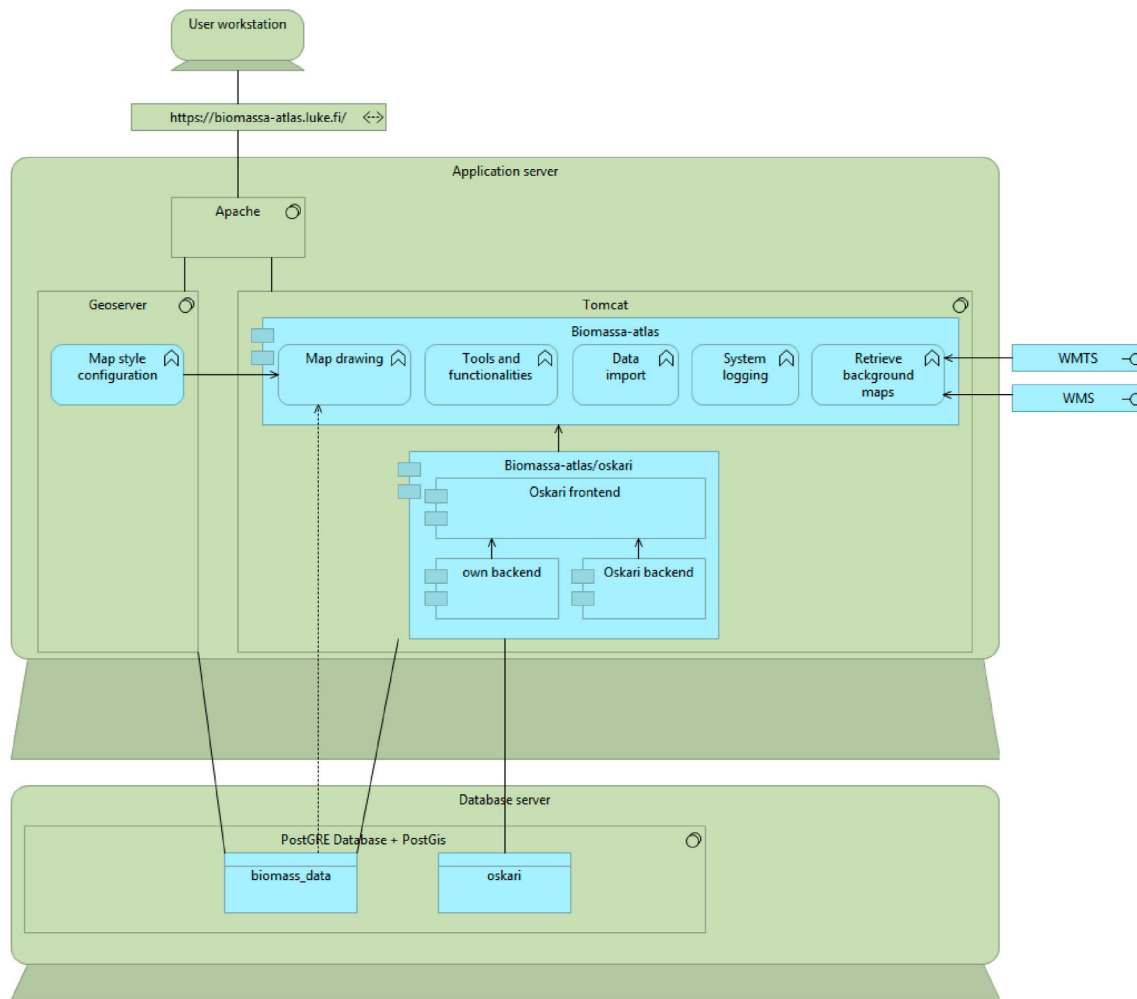 User workstation
https://biomassa-atlas.luke.fi/
Application server
Apache
Geoserver
Tomcat
Biomassa-atlas
Map style
configuration
Map drawing
Tools and
functionalities
Data
import
System
logging
Retrieve
background
maps
WMTS
WMS
Biomassa-atlas/oskari
Oskari frontend
own backend
Oskari backend
Database server
PostGRE Database + PostGis
biomass_data
oskari